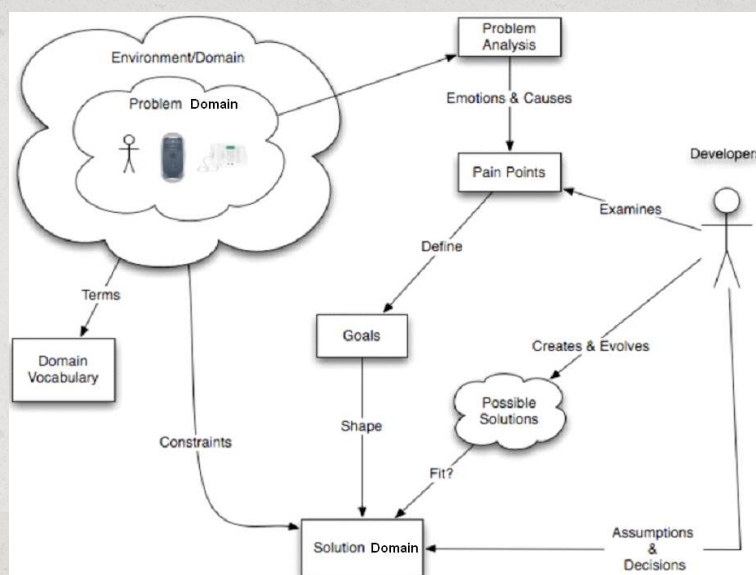 Environment/Domain
Problem Domain
Problem
Analysis
Emotions & Causes
Pain Points
Developers
Examines
Define
Terms
Domain
Vocabulary
Goals
Creates & Evolves
Possible
Solutions
Shape
Constraints
Fit?
Solution Domain
Assumptions
&
Decisions